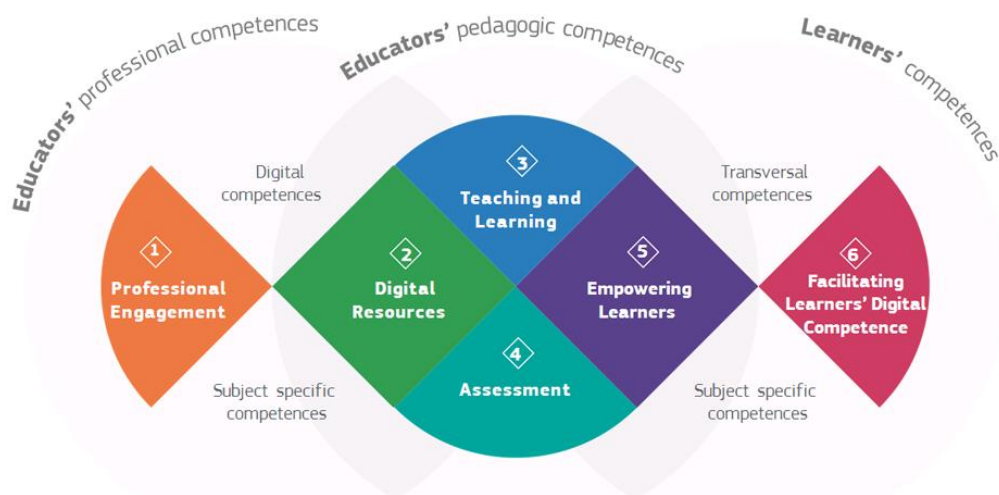 Educators' professional competences
Educators' pedagogic competences
Learners' competences
Digital
competences
Transversal
competences
1
Professional
Engagement
2
Digital
Resources
3
Teaching and
Learning
4
Assessment
5
Empowering
Learners
6
Facilitating
Learners' Digital
Competence
Subject specific
competences
Subject specific
competences